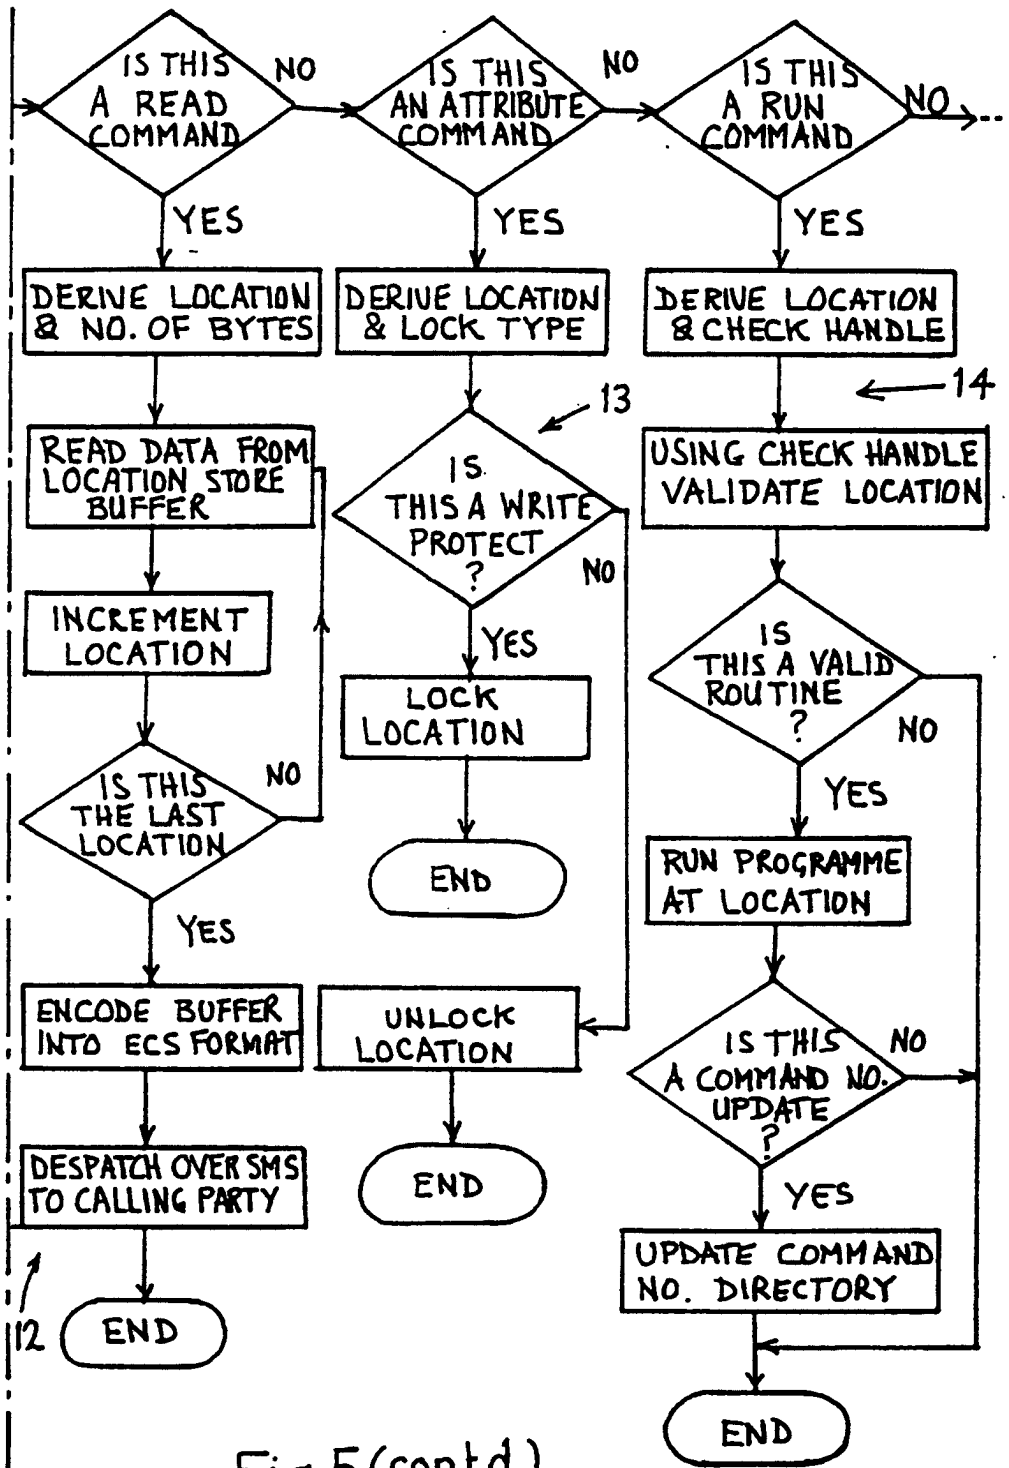 IS THIS
A READ
COMMAND
NO
YES
DERIVE LOCATION
& NO. OF BYTES
READ DATA FROM
LOCATION STORE
BUFFER
INCREMENT
LOCATION
IS THIS
THE LAST
LOCATION
NO
YES
ENCODE BUFFER
INTO ECS FORMAT
DESPATCH OVER SMS
TO CALLING PARTY
12
END
IS THIS
AN ATTRIBUTE
COMMAND
NO
YES
DERIVE LOCATION
& LOCK TYPE
13
IS
THIS A WRITE
PROTECT
?
NO
YES
LOCK
LOCATION
END
UNLOCK
LOCATION
END
IS THIS
A RUN
COMMAND
NO
YES
DERIVE LOCATION
& CHECK HANDLE
14
USING CHECK HANDLE
VALIDATE LOCATION
IS
THIS A VALID
ROUTINE
?
NO
YES
RUN PROGRAMME
AT LOCATION
IS THIS
A COMMAND NO.
UPDATE
?
NO
YES
UPDATE COMMAND
NO. DIRECTORY
END
Fig 5 (contd.)